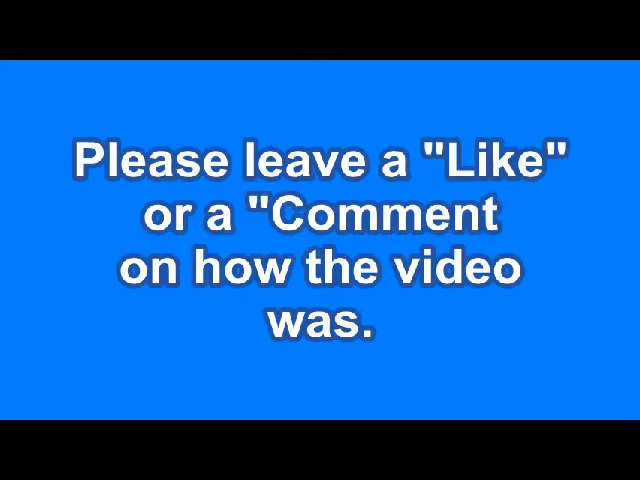 Please leave a "Like"
or a "Comment
on how the video
was.